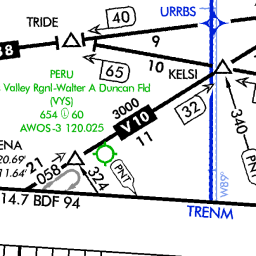 URRBS
TRIDE
40
9
88
65
10
KELSI
PERU
Valley Rgnl-Walter A Duncan Fld
(VYS)
654 60
AWOS-3 120.025
3000
V10
11
32
340
PNT
ENA
20.69'
11.64'
21
058
324
PNT
W89°
14.7 BDF 94
TRENM